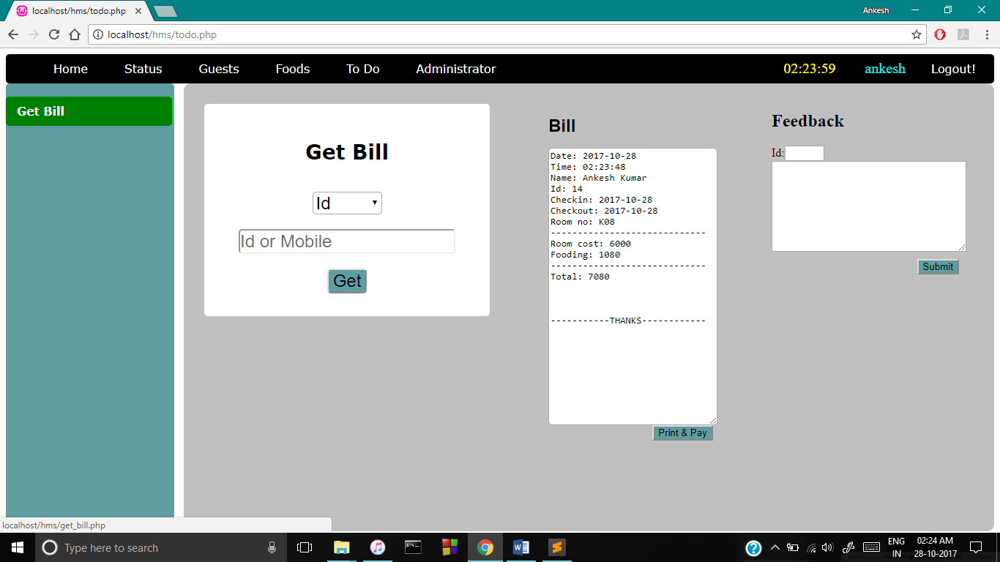 localhost/hms/todo.php
Ankesh
localhost/hms/todo.php
Home Status Guests Foods To Do Administrator 02:23:59 ankesh Logout!
Get Bill
Get Bill
Id
Id or Mobile
Get
Bill
Date: 2017-10-28
Time: 02:23:48
Name: Ankesh Kumar
Id: 14
Checkin: 2017-10-28
Checkout: 2017-10-28
Room no: K08
-----------------------------
Room cost: 6000
Fooding: 1080
-----------------------------
Total: 7080
-----------THANKS------------
Print & Pay
Feedback
Id:
Submit
localhost/hms/get_bill.php
Type here to search
ENG
IN
02:24 AM
28-10-2017